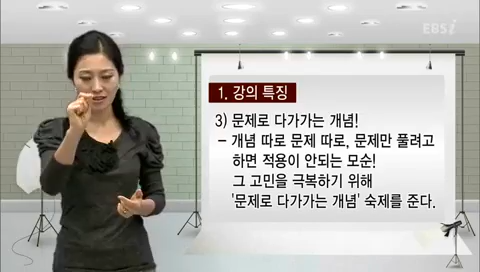 EBSi
1. 강의 특징
3) 문제로 다가가는 개념!
– 개념 따로 문제 따로, 문제만 풀려고
하면 적용이 안되는 모순!
그 고민을 극복하기 위해
'문제로 다가가는 개념' 숙제를 준다.